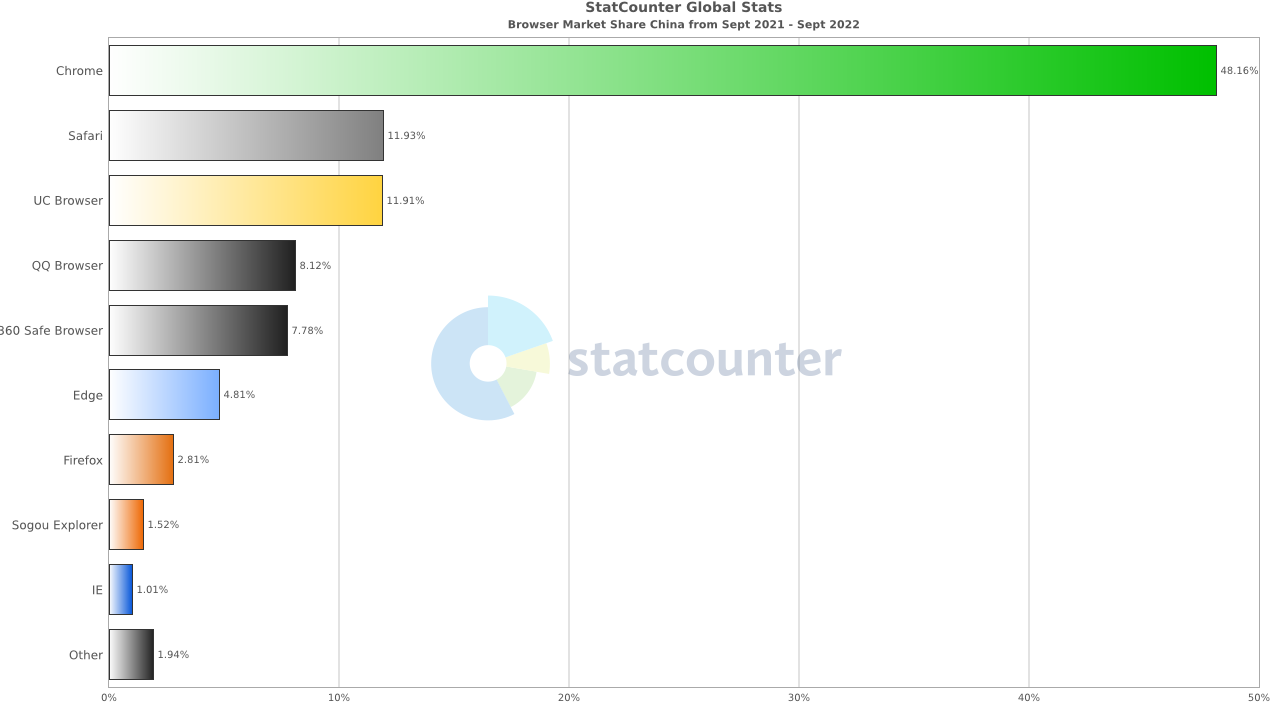 StatCounter Global Stats
Browser Market Share China from Sept 2021 - Sept 2022
Chrome 48.16%
Safari 11.93%
UC Browser 11.91%
QQ Browser 8.12%
360 Safe Browser 7.78%
Edge 4.81%
statcounter
Firefox 2.81%
Sogou Explorer 1.52%
IE 1.01%
Other 1.94%
0% 10% 20% 30% 40% 50%